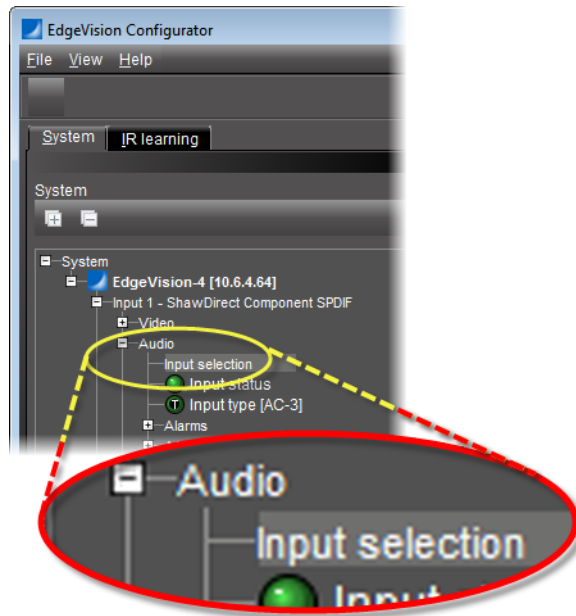 EdgeVision Configurator
File View Help
System IR learning
System
System
EdgeVision-4 [10.6.4.64]
Input 1 - ShawDirect Component SPDIF
Video
Audio
Input selection
Input status
T Input type [AC-3]
Alarms
Audio
Input selection